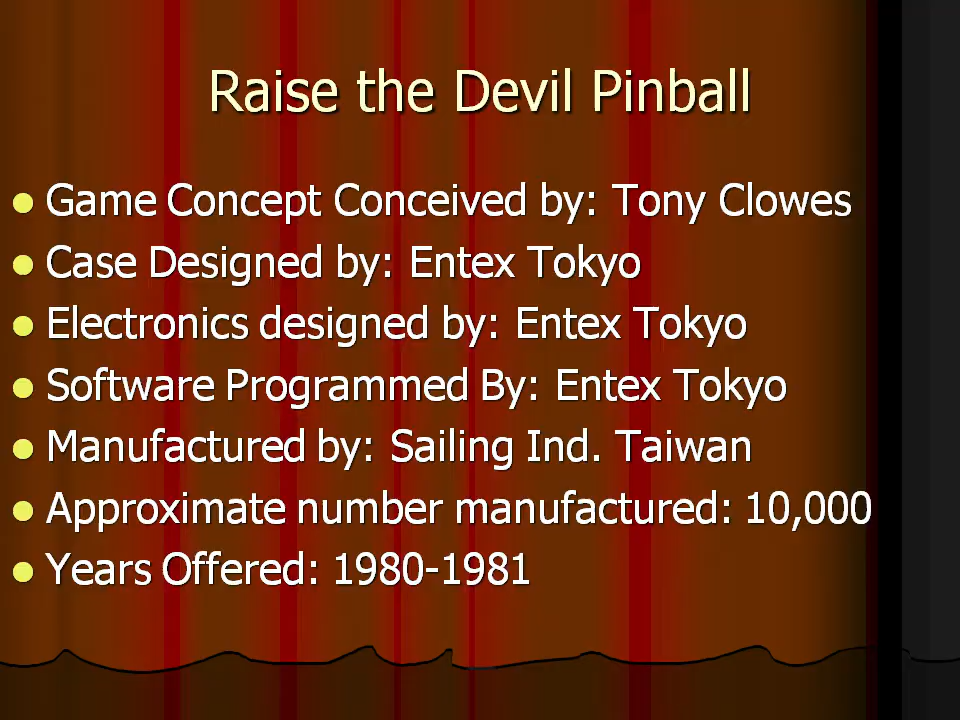 Raise the Devil Pinball
Game Concept Conceived by: Tony Clowes
Case Designed by: Entex Tokyo
Electronics designed by: Entex Tokyo
Software Programmed By: Entex Tokyo
Manufactured by: Sailing Ind. Taiwan
Approximate number manufactured: 10,000
Years Offered: 1980-1981